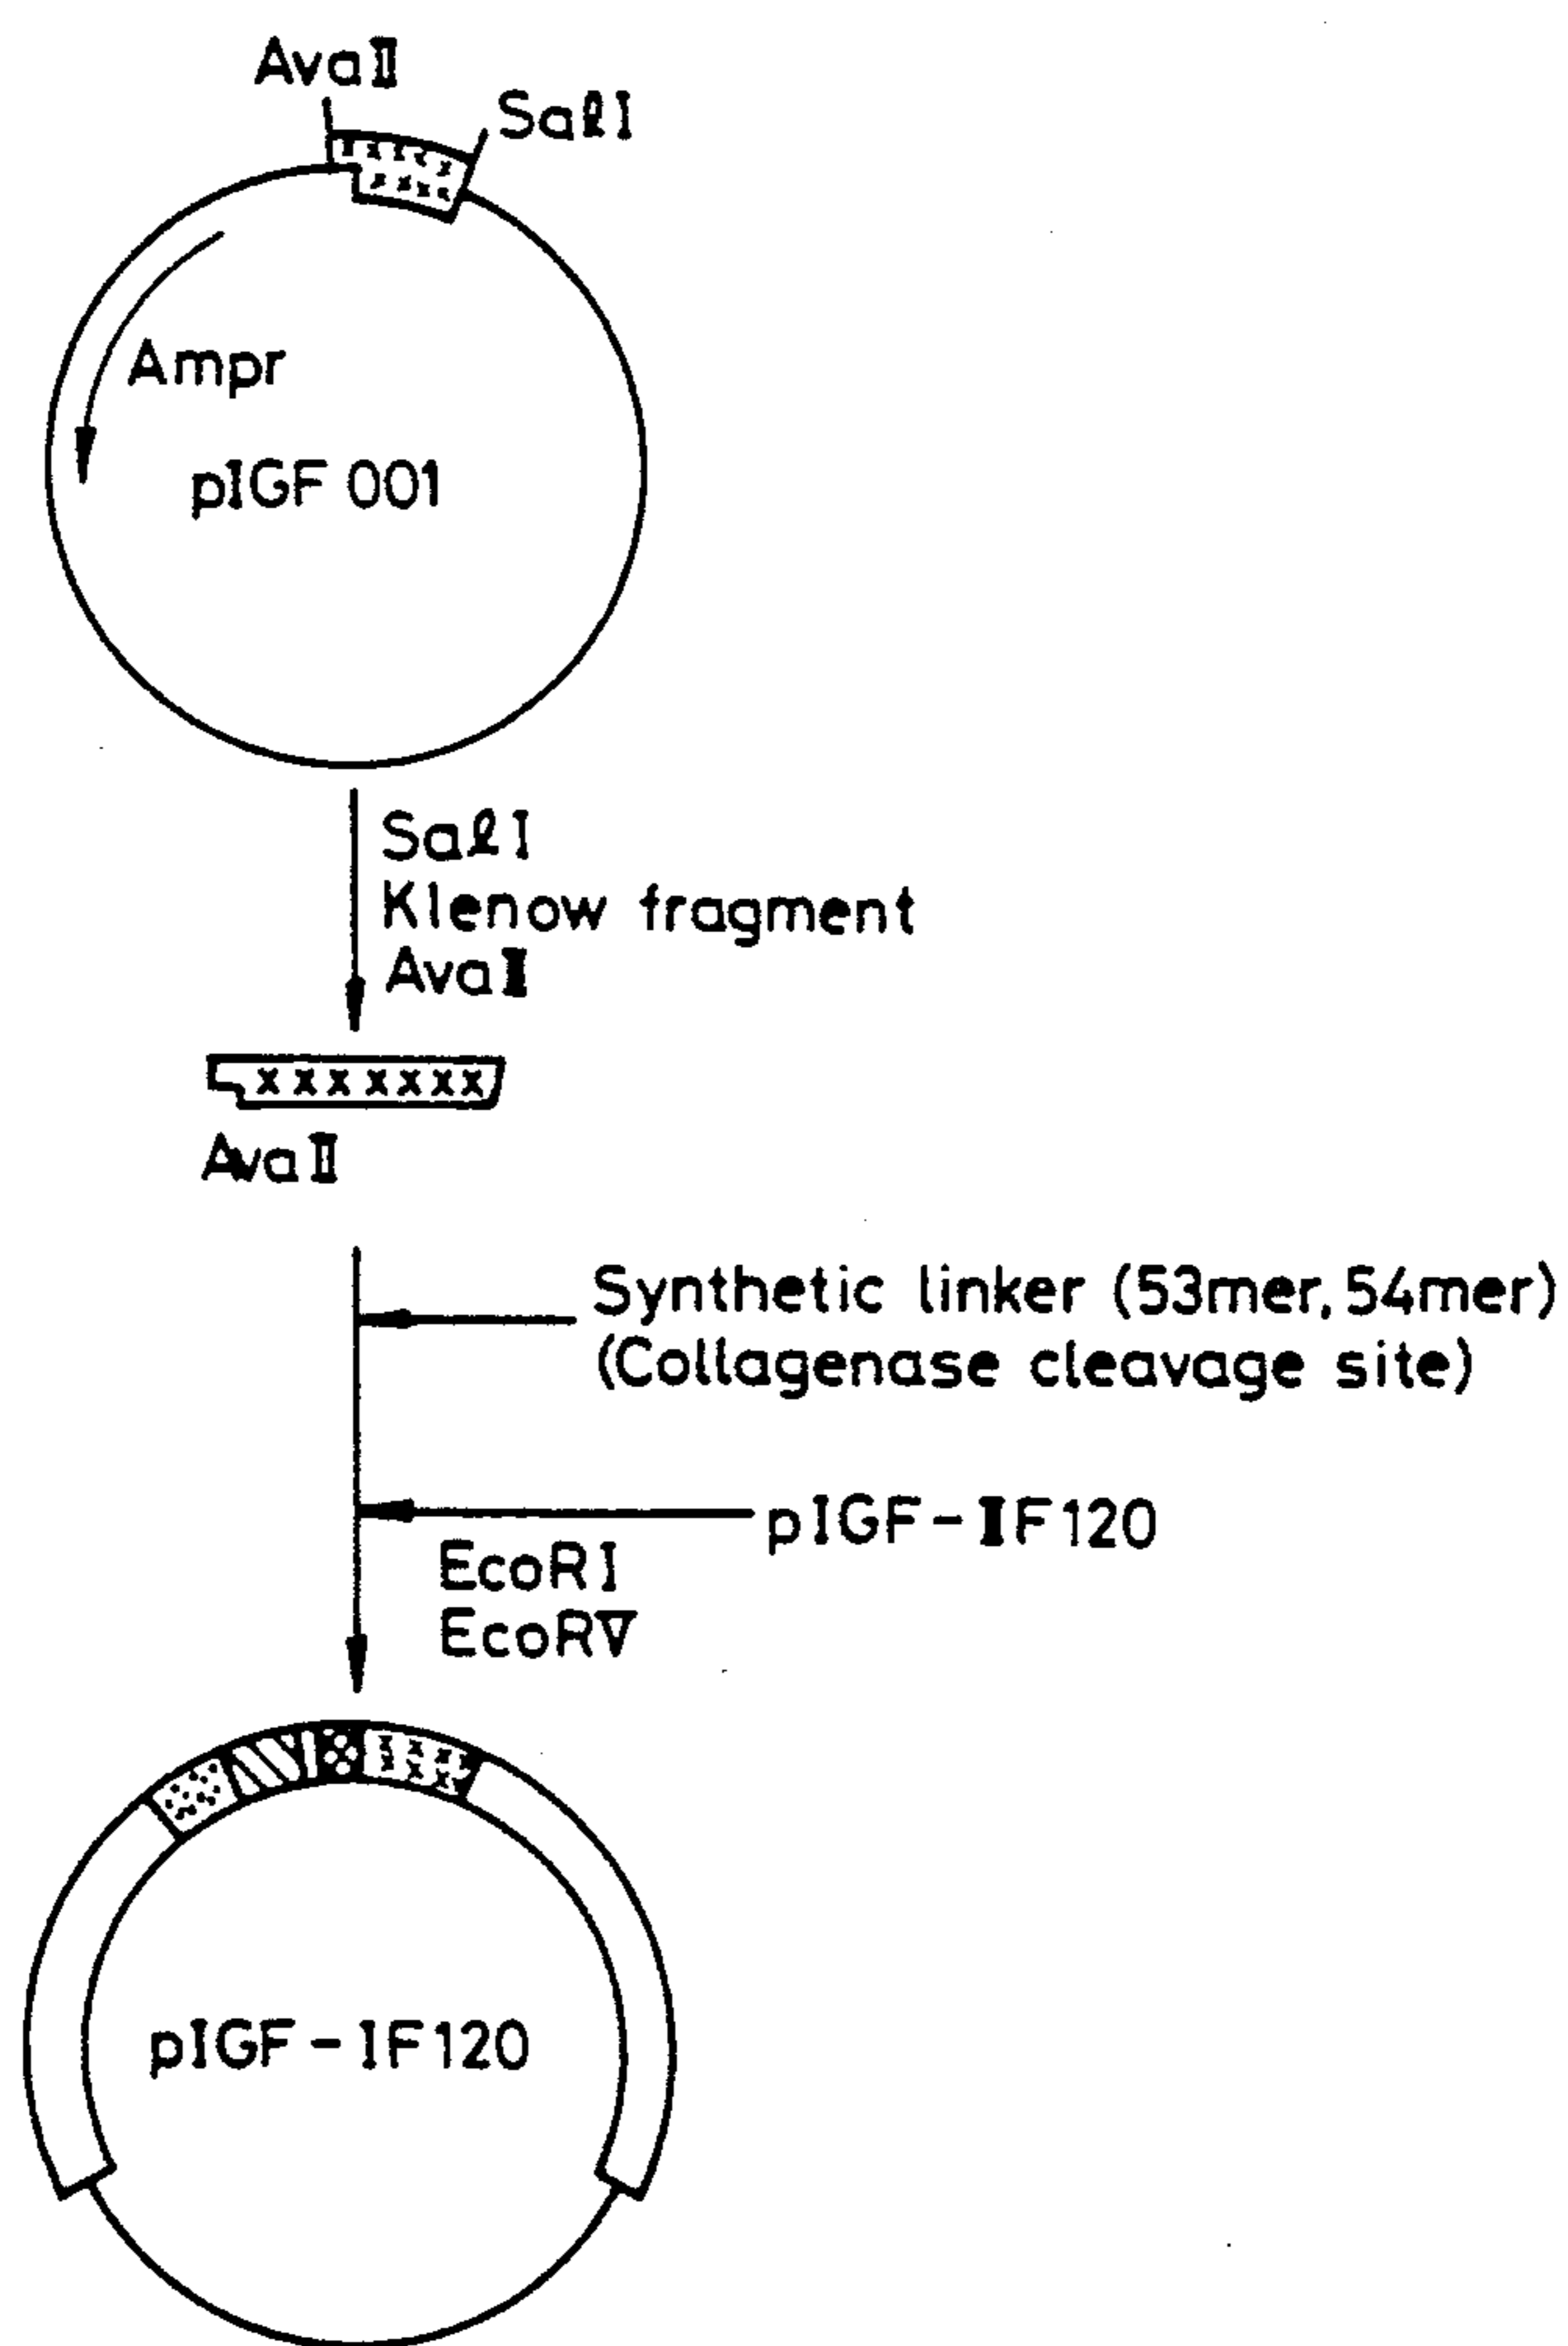 AvaII
SalI
Ampr
pIGF 001
SalI
Klenow fragment
AvaII
AvaII
Synthetic linker (53mer, 54mer)
(Collagenase cleavage site)
pIGF-IF120
EcoRI
EcoRV
pIGF-IF120